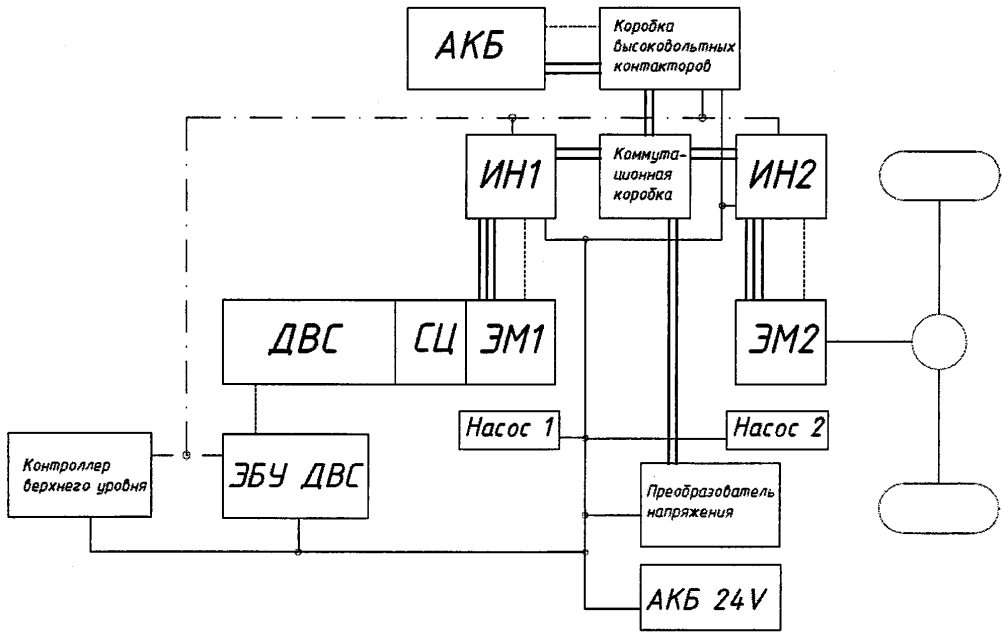 АКБ
Коробка
высоковольтных
контакторов
ИН1
Коммута-
ционная
коробка
ИН2
ДВС
СЦ
ЭМ1
ЭМ2
Насос 1
Насос 2
Контроллер
верхнего уровня
ЭБУ ДВС
Преобразователь
напряжения
АКБ 24V